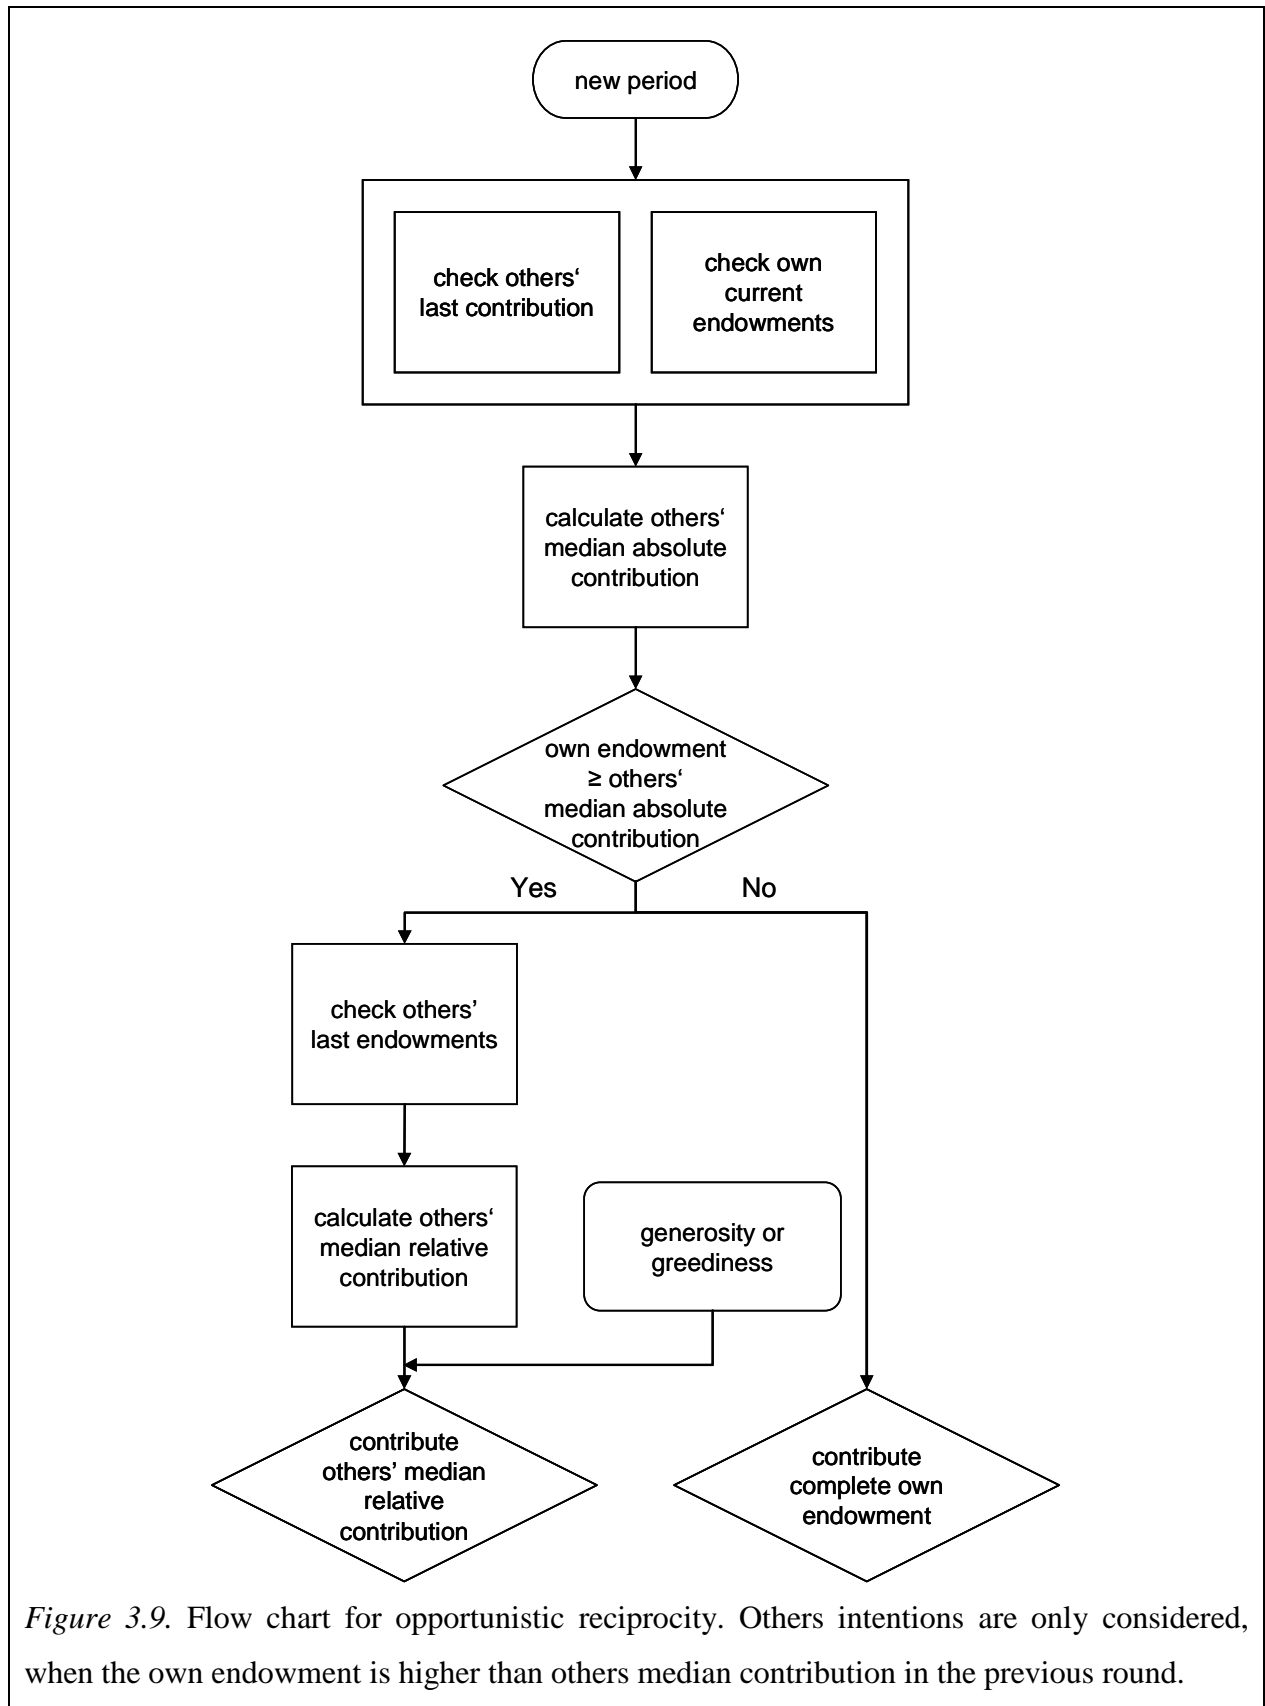 new period
check others‘
last contribution
check own
current
endowments
calculate others‘
median absolute
contribution
own endowment
≥ others‘
median absolute
contribution
Yes
No
check others’
last endowments
calculate others‘
median relative
contribution
generosity or
greediness
contribute
others’ median
relative
contribution
contribute
complete own
endowment
Figure 3.9. Flow chart for opportunistic reciprocity. Others intentions are only considered,
when the own endowment is higher than others median contribution in the previous round.